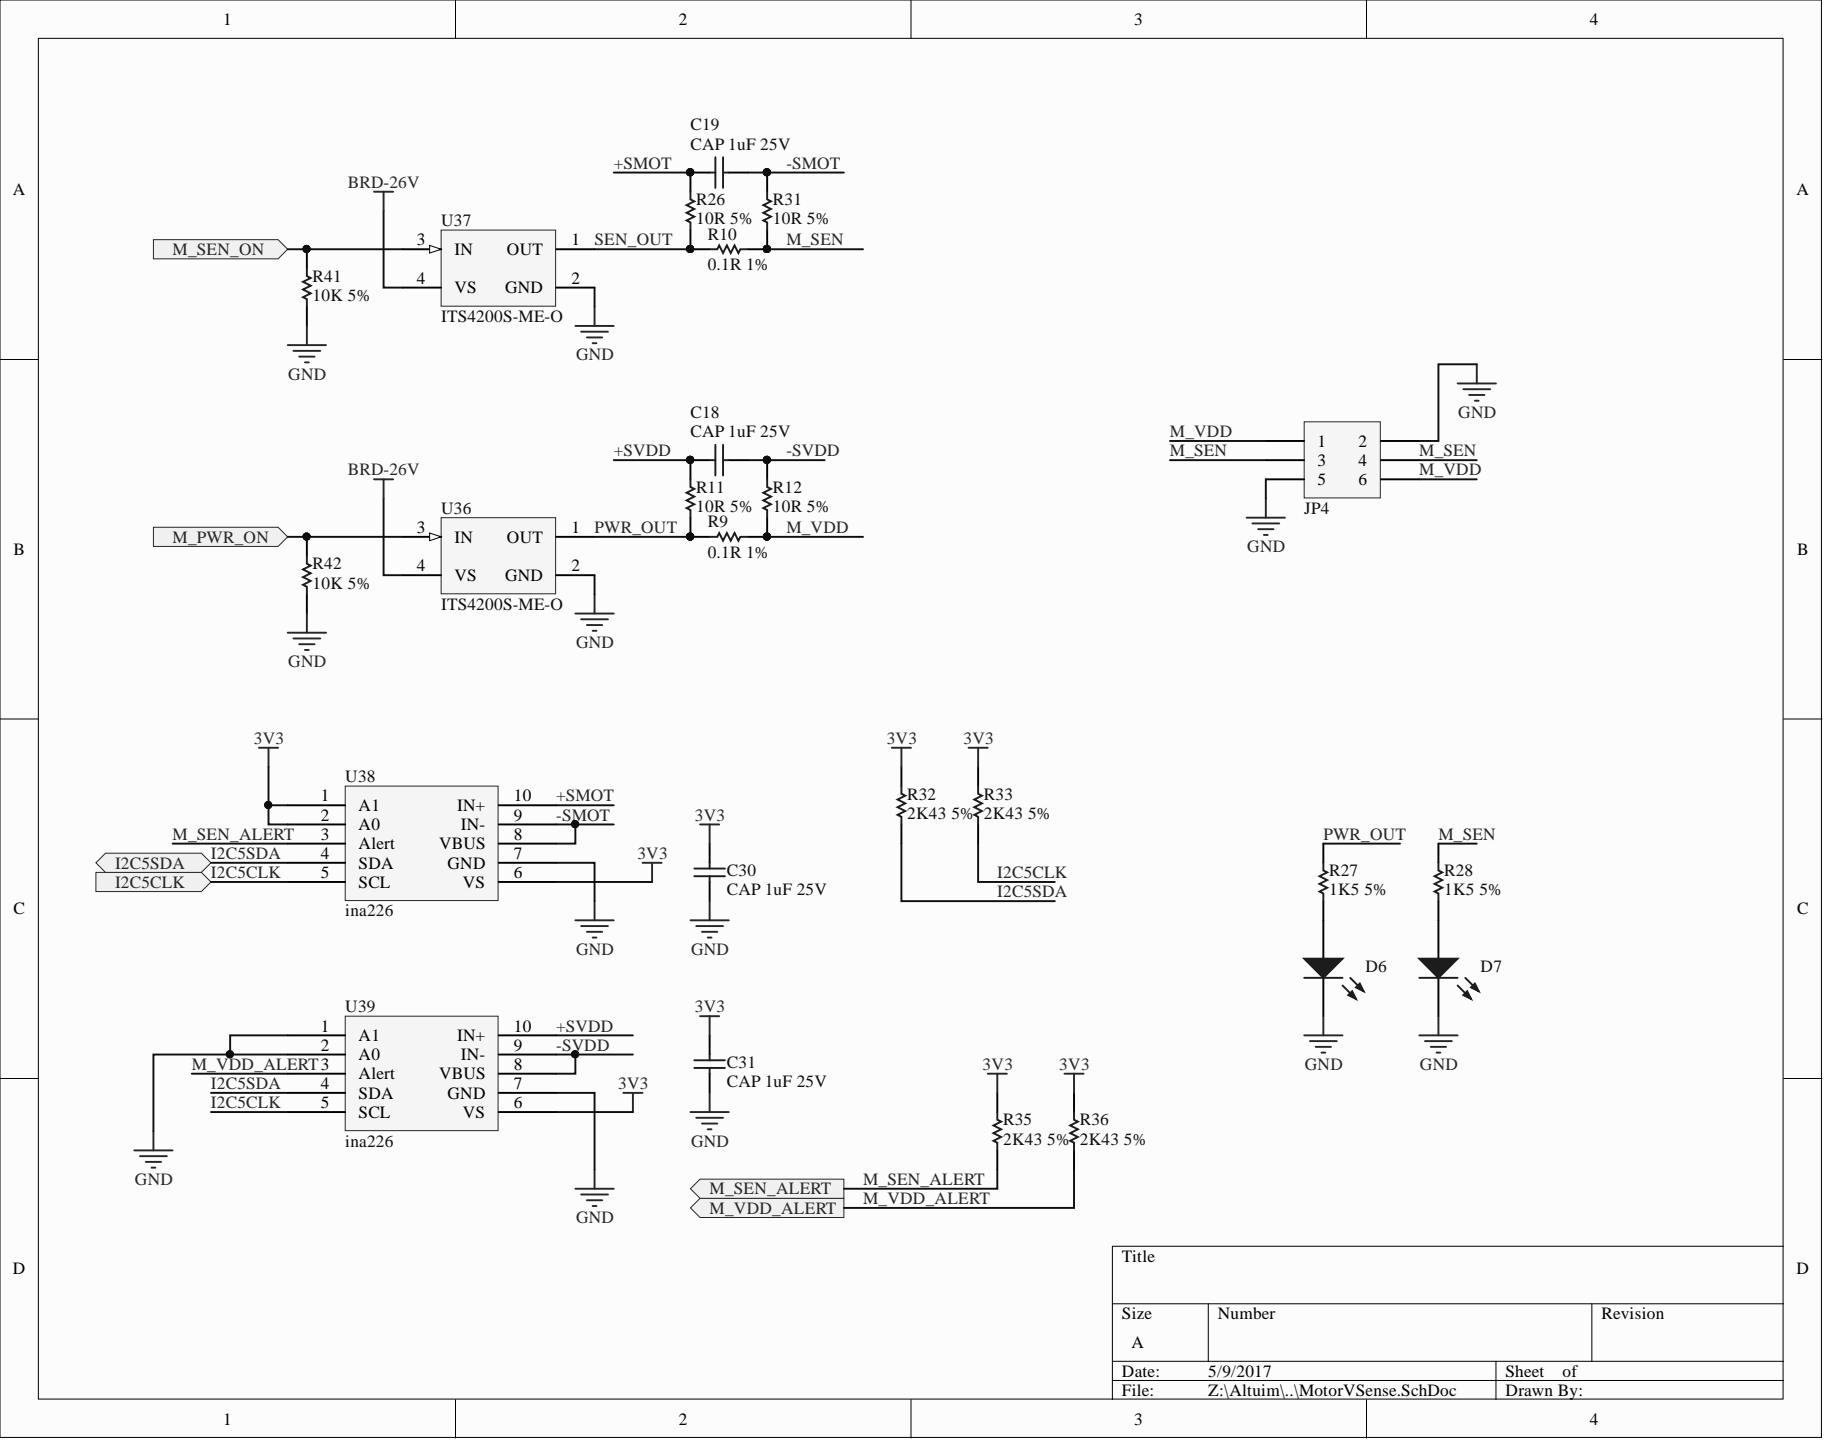 1 2 3 4
A A
B B
C C
D D
C19
CAP 1uF 25V
+SMOT -SMOT
BRD-26V
R26 R31
10R 5% 10R 5%
U37
R10
M_SEN_ON 3 IN OUT 1 SEN_OUT M_SEN
0.1R 1%
R41
10K 5%
4 VS GND 2
ITS4200S-ME-O
GND
GND
C18
CAP 1uF 25V
+SVDD -SVDD
BRD-26V
R11 R12
10R 5% 10R 5%
U36
R9
M_PWR_ON 3 IN OUT 1 PWR_OUT M_VDD
0.1R 1%
R42
10K 5%
4 VS GND 2
ITS4200S-ME-O
GND
GND
GND
M_VDD 1 2
M_SEN 3 4 M_SEN
5 6 M_VDD
JP4
GND
3V3
U38
1 A1 IN+ 10 +SMOT
2 A0 IN- 9 -SMOT
M_SEN_ALERT 3 Alert VBUS 8
I2C5SDA I2C5SDA 4 SDA GND 7 3V3
I2C5CLK I2C5CLK 5 SCL VS 6
ina226
GND
3V3
C30
CAP 1uF 25V
GND
3V3 3V3
R32 R33
2K43 5% 2K43 5%
I2C5CLK
I2C5SDA
PWR_OUT M_SEN
R27 R28
1K5 5% 1K5 5%
D6 D7
GND GND
U39
1 A1 IN+ 10 +SVDD
2 A0 IN- 9 -SVDD
M_VDD_ALERT 3 Alert VBUS 8
I2C5SDA 4 SDA GND 7 3V3
I2C5CLK 5 SCL VS 6
ina226
GND
GND
3V3
C31
CAP 1uF 25V
GND
3V3 3V3
R35 R36
2K43 5% 2K43 5%
M_SEN_ALERT M_SEN_ALERT
M_VDD_ALERT M_VDD_ALERT
Title
Size Number Revision
A
Date: 5/9/2017 Sheet of
File: Z:\Altuim\..\MotorVSense.SchDoc Drawn By:
1 2 3 4